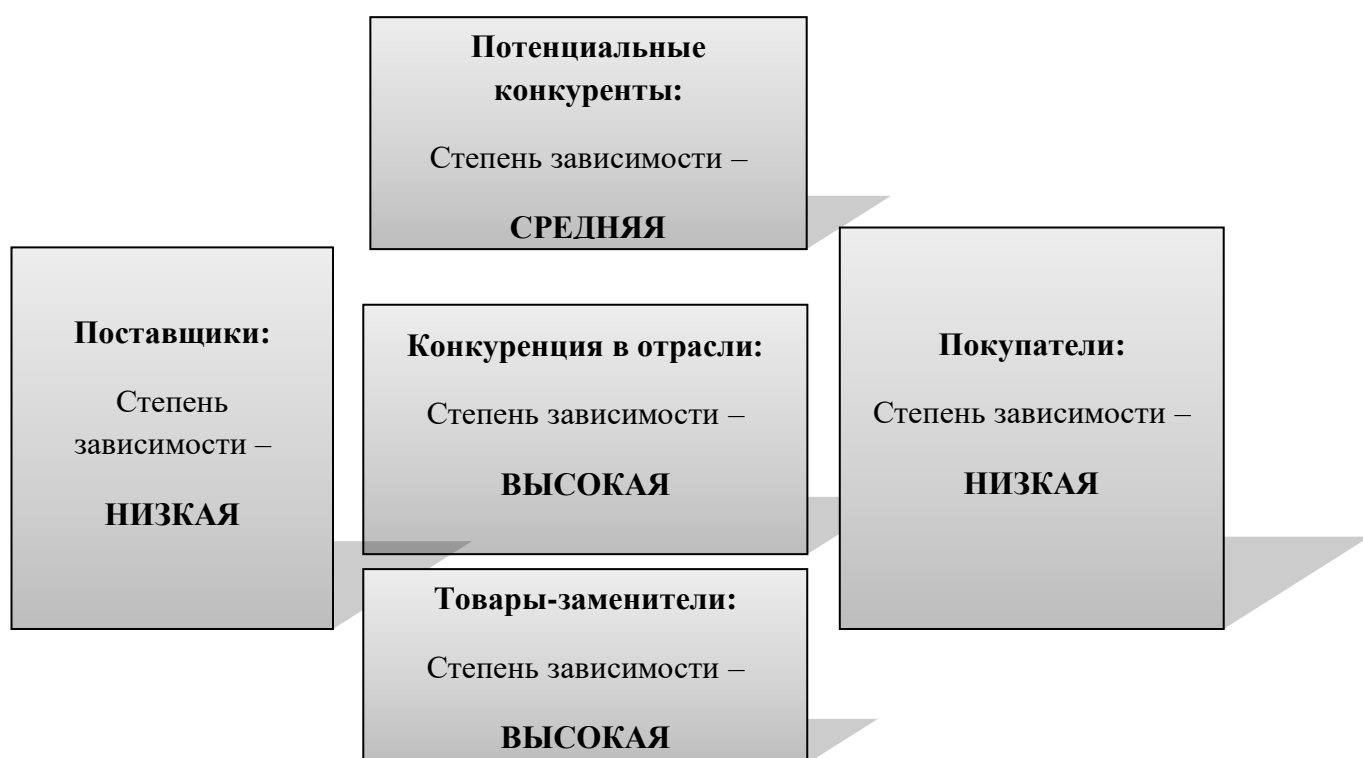 Потенциальные
конкуренты:
Степень зависимости –
СРЕДНЯЯ
Поставщики:
Степень
зависимости –
НИЗКАЯ
Конкуренция в отрасли:
Степень зависимости –
ВЫСОКАЯ
Покупатели:
Степень зависимости –
НИЗКАЯ
Товары-заменители:
Степень зависимости –
ВЫСОКАЯ